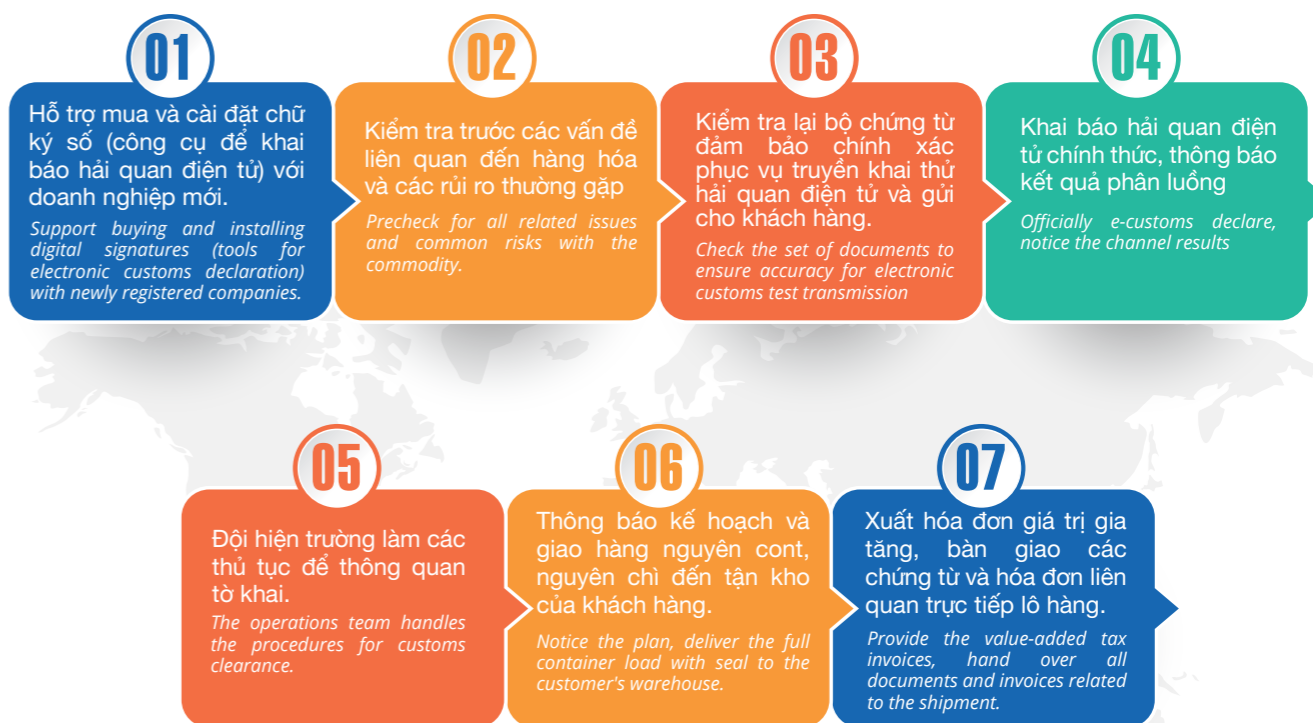 01
Hỗ trợ mua và cài đặt chữ
ký số (công cụ để khai
báo hải quan điện tử) với
doanh nghiệp mới.
Support buying and installing
digital signatures (tools for
electronic customs declaration)
with newly registered companies.
02
Kiểm tra trước các vấn đề
liên quan đến hàng hóa
và các rủi ro thường gặp
Precheck for all related issues
and common risks with the
commodity.
03
Kiểm tra lại bộ chứng từ
đảm bảo chính xác
phục vụ truyền khai thử
hải quan điện tử và gửi
cho khách hàng.
Check the set of documents to
ensure accuracy for electronic
customs test transmission
04
Khai báo hải quan điện
tử chính thức, thông báo
kết quả phân luồng
Officially e-customs declare,
notice the channel results
05
Đội hiện trường làm các
thủ tục để thông quan
tờ khai.
The operations team handles
the procedures for customs
clearance.
06
Thông báo kế hoạch và
giao hàng nguyên cont,
nguyên chì đến tận kho
của khách hàng.
Notice the plan, deliver the full
container load with seal to the
customer's warehouse.
07
Xuất hóa đơn giá trị gia
tăng, bàn giao các
chứng từ và hóa đơn liên
quan trực tiếp lô hàng.
Provide the value-added tax
invoices, hand over all
documents and invoices related
to the shipment.